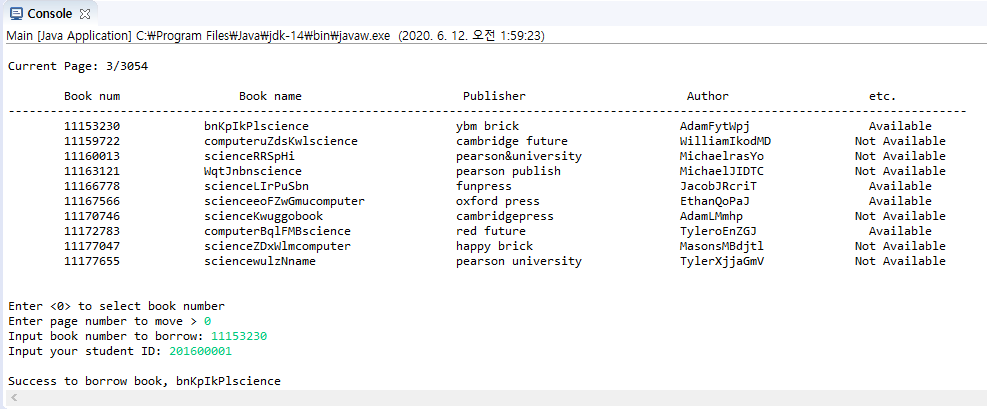 Console
Main [Java Application] C:₩Program Files₩Java₩jdk-14₩bin₩javaw.exe (2020. 6. 12. 오전 1:59:23)
Current Page: 3/3054
Book num Book name Publisher Author etc.
------------------------------------------------------------------------------------------------------------------------------------------
11153230 bnKpIkPlscience ybm brick AdamFytWpj Available
11159722 computeruZdsKwlscience cambridge future WilliamIkodMD Not Available
11160013 scienceRRSpHi pearson&university MichaelrasYo Not Available
11163121 WqtJnbnscience pearson publish MichaelJIDTC Not Available
11166778 scienceLIrPuSbn funpress JacobJRcriT Available
11167566 scienceeoFZwGmucomputer oxford press EthanQoPaJ Available
11170746 scienceKwuggobook cambridgepress AdamLMmhp Not Available
11172783 computerBqlFMBscience red future TyleroEnZGJ Available
11177047 scienceZDxWlmcomputer happy brick MasonsMBdjtl Not Available
11177655 sciencewulzNname pearson university TylerXjjaGmV Not Available
Enter <0> to select book number
Enter page number to move > 0
Input book number to borrow: 11153230
Input your student ID: 201600001
Success to borrow book, bnKpIkPlscience